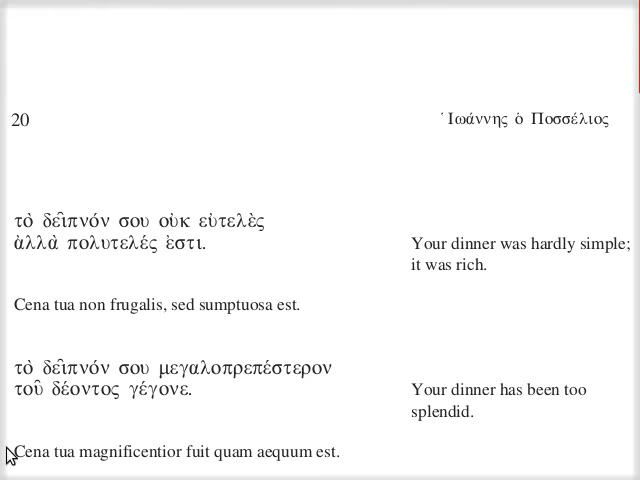 20
Ἰωάννης ὁ Ποσσέλιος
τὸ δεῖπνόν σου οὐκ εὐτελὲς
ἀλλὰ πολυτελές ἐστι.
Your dinner was hardly simple;
it was rich.
Cena tua non frugalis, sed sumptuosa est.
τὸ δεῖπνόν σου μεγαλοπρεπέστερον
τοῦ δέοντος γέγονε.
Your dinner has been too
splendid.
Cena tua magnificentior fuit quam aequum est.